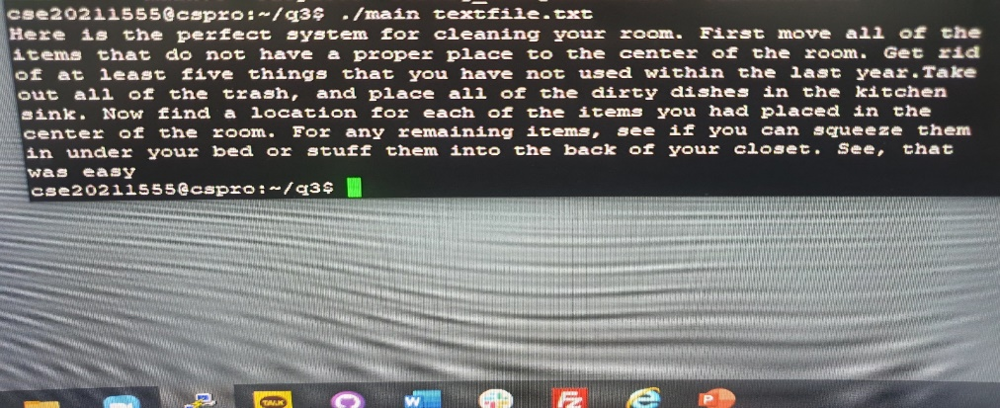 cse20211555@cspro:~/q3$ ./main textfile.txt
Here is the perfect system for cleaning your room. First move all of the
items that do not have a proper place to the center of the room. Get rid
of at least five things that you have not used within the last year.Take
out all of the trash, and place all of the dirty dishes in the kitchen
sink. Now find a location for each of the items you had placed in the
center of the room. For any remaining items, see if you can squeeze them
in under your bed or stuff them into the back of your closet. See, that
was easy
cse20211555@cspro:~/q3$
TALK
W
P